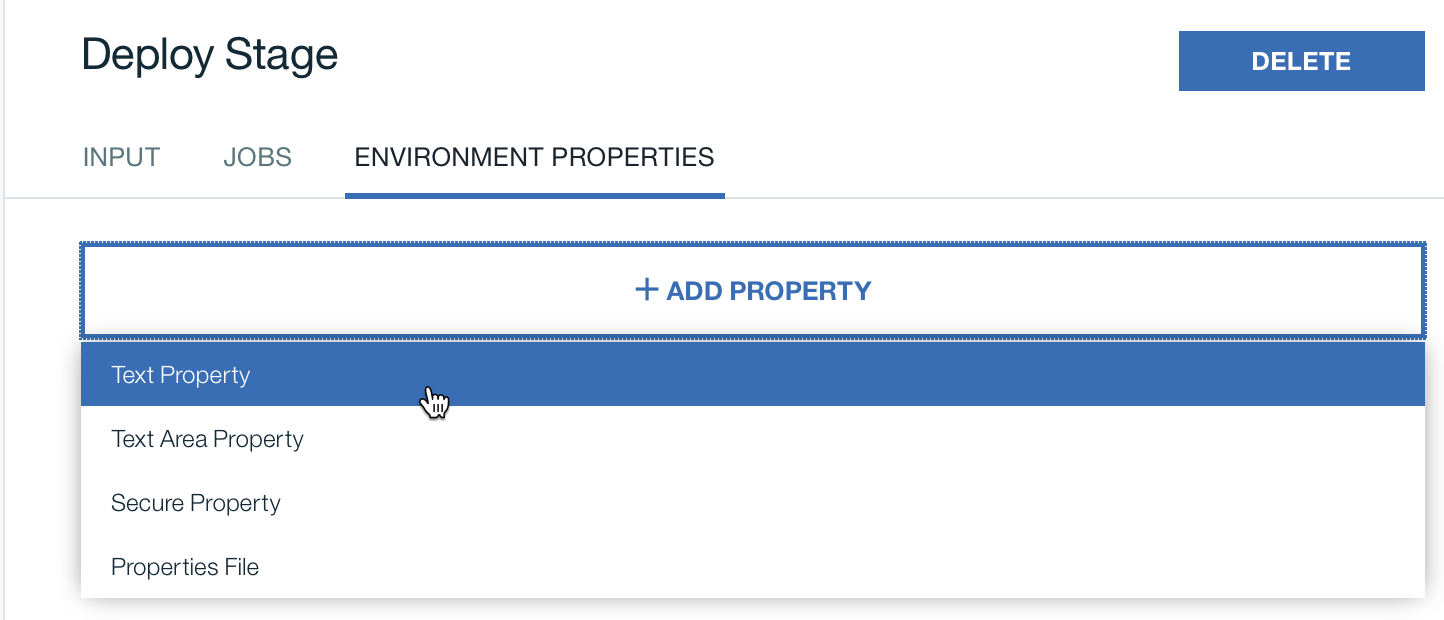 Deploy Stage
DELETE
INPUT
JOBS
ENVIRONMENT PROPERTIES
+ ADD PROPERTY
Text Property
Text Area Property
Secure Property
Properties File